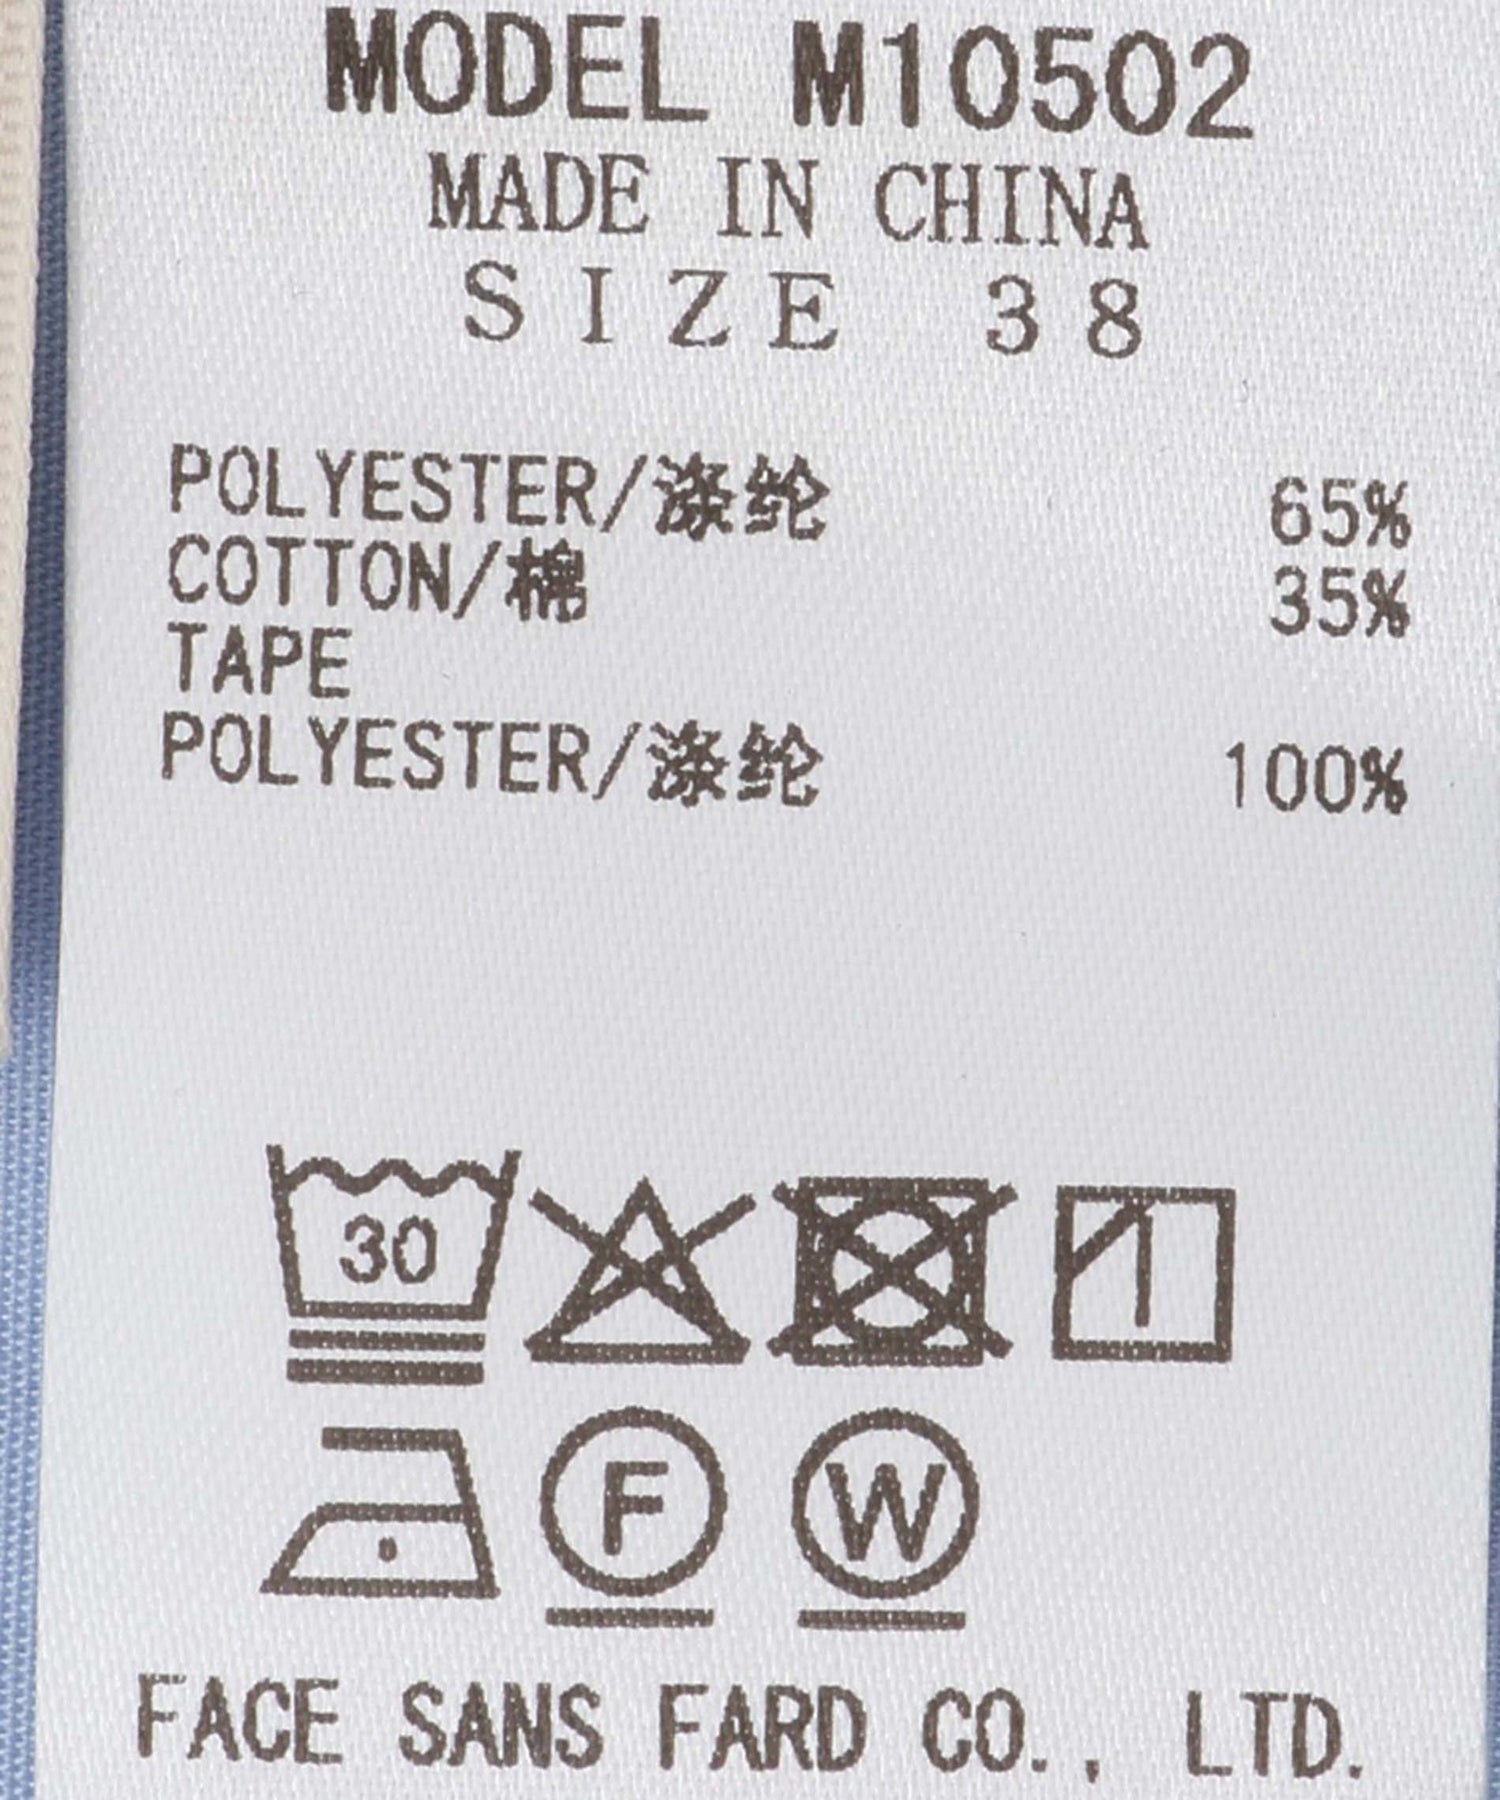 MODEL M10502
MADE IN CHINA
SIZE 38
POLYESTER/涤纶 65%
COTTON/棉 35%
TAPE
POLYESTER/涤纶 100%
30
F W
FACE SANS FARD CO., LTD.